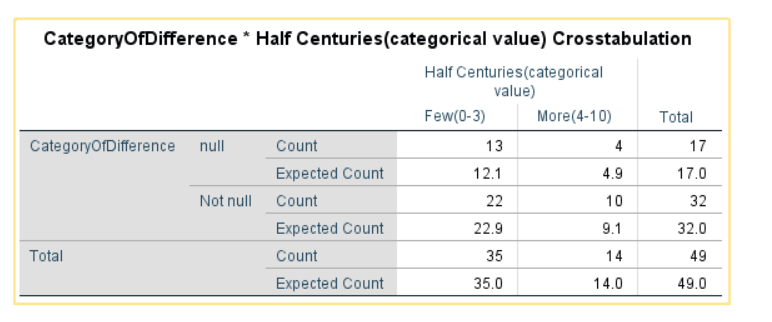 CategoryOfDifference * Half Centuries(categorical value) Crosstabulation
Half Centuries(categorical
value)
Few(0-3) More(4-10) Total
CategoryOfDifference null Count 13 4 17
Expected Count 12.1 4.9 17.0
Not null Count 22 10 32
Expected Count 22.9 9.1 32.0
Total Count 35 14 49
Expected Count 35.0 14.0 49.0